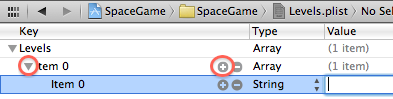 SpaceGame SpaceGame Levels.plist No Sel
Key Type Value
Levels Array (1 item)
Item 0 Array (1 item)
Item 0 String